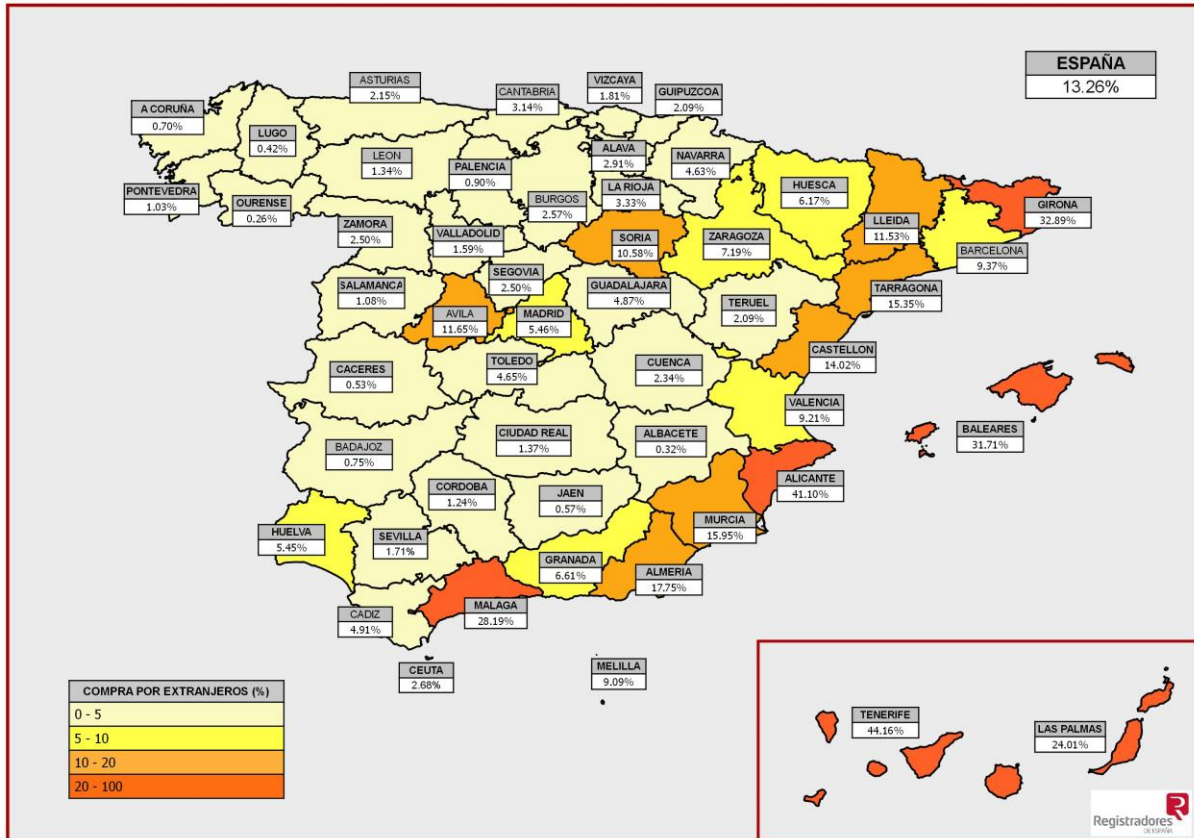 ESPAÑA
13.26%
ASTURIAS
2.15%
CANTABRIA
3.14%
VIZCAYA
1.81%
GUIPUZCOA
2.09%
A CORUÑA
0.70%
LUGO
0.42%
LEON
1.34%
PALENCIA
0.90%
ALAVA
2.91%
NAVARRA
4.63%
PONTEVEDRA
1.03%
OURENSE
0.26%
BURGOS
2.57%
LA RIOJA
3.33%
HUESCA
6.17%
LLEIDA
11.53%
GIRONA
32.89%
ZAMORA
2.50%
VALLADOLID
1.59%
SORIA
10.58%
ZARAGOZA
7.19%
BARCELONA
9.37%
SALAMANCA
1.08%
SEGOVIA
2.50%
GUADALAJARA
4.87%
TERUEL
2.09%
TARRAGONA
15.35%
AVILA
11.65%
MADRID
5.46%
CASTELLON
14.02%
CACERES
0.53%
TOLEDO
4.65%
CUENCA
2.34%
VALENCIA
9.21%
BALEARES
31.71%
BADAJOZ
0.75%
CIUDAD REAL
1.37%
ALBACETE
0.32%
ALICANTE
41.10%
CORDOBA
1.24%
JAEN
0.57%
MURCIA
15.95%
HUELVA
5.45%
SEVILLA
1.71%
GRANADA
6.61%
ALMERIA
17.75%
CADIZ
4.91%
MALAGA
28.19%
CEUTA
2.68%
MELILLA
9.09%
COMPRA POR EXTRANJEROS (%)
0 - 5
5 - 10
10 - 20
20 - 100
TENERIFE
44.16%
LAS PALMAS
24.01%
Registradores
DE ESPAÑA